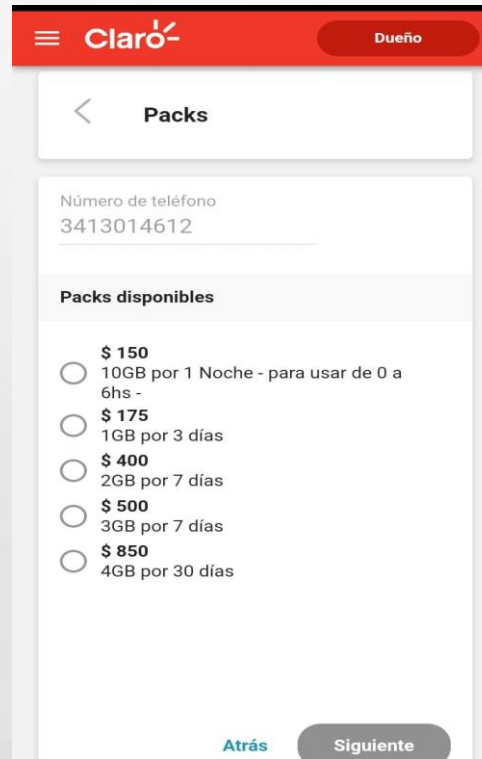 Claro
Dueño
Packs
Número de teléfono
3413014612
Packs disponibles
$ 150
10GB por 1 Noche - para usar de 0 a
6hs -
$ 175
1GB por 3 días
$ 400
2GB por 7 días
$ 500
3GB por 7 días
$ 850
4GB por 30 días
Atrás Siguiente